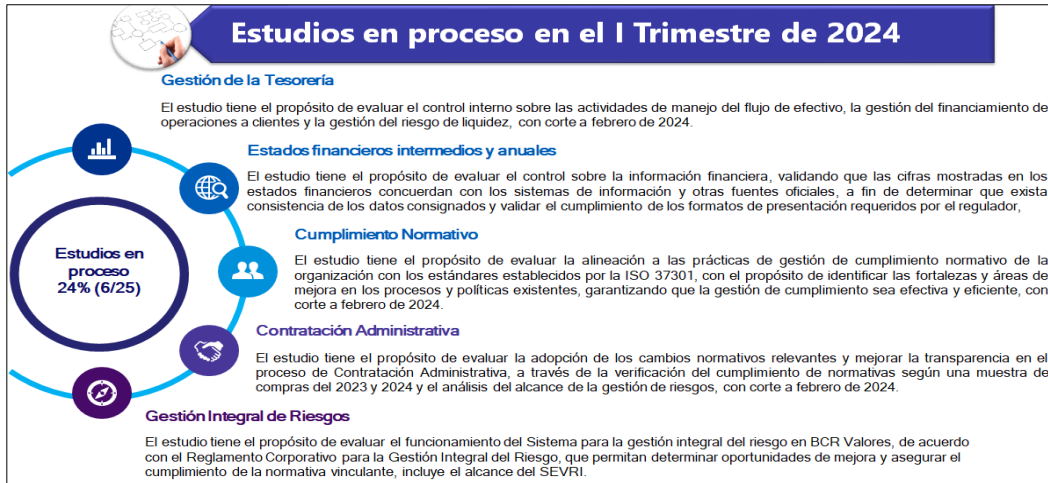 Estudios en proceso en el I Trimestre de 2024
Gestión de la Tesorería
El estudio tiene el propósito de evaluar el control interno sobre las actividades de manejo del flujo de efectivo, la gestión del financiamiento de
operaciones a clientes y la gestión del riesgo de liquidez, con corte a febrero de 2024.
Estados financieros intermedios y anuales
El estudio tiene el propósito de evaluar el control sobre la información financiera, validando que las cifras mostradas en los
estados financieros concuerdan con los sistemas de información y otras fuentes oficiales, a fin de determinar que exista
consistencia de los datos consignados y validar el cumplimiento de los formatos de presentación requeridos por el regulador,
Cumplimiento Normativo
El estudio tiene el propósito de evaluar la alineación a las prácticas de gestión de cumplimiento normativo de la
organización con los estándares establecidos por la ISO 37301, con el propósito de identificar las fortalezas y áreas de
mejora en los procesos y políticas existentes, garantizando que la gestión de cumplimiento sea efectiva y eficiente, con
corte a febrero de 2024.
Estudios en
proceso
24% (6/25)
Contratación Administrativa
El estudio tiene el propósito de evaluar la adopción de los cambios normativos relevantes y mejorar la transparencia en el
proceso de Contratación Administrativa, a través de la verificación del cumplimiento de normativas según una muestra de
compras del 2023 y 2024 y el análisis del alcance de la gestión de riesgos, con corte a febrero de 2024.
Gestión Integral de Riesgos
El estudio tiene el propósito de evaluar el funcionamiento del Sistema para la gestión integral del riesgo en BCR Valores, de acuerdo
con el Reglamento Corporativo para la Gestión Integral del Riesgo, que permitan determinar oportunidades de mejora y asegurar el
cumplimiento de la normativa vinculante, incluye el alcance del SEVRI.